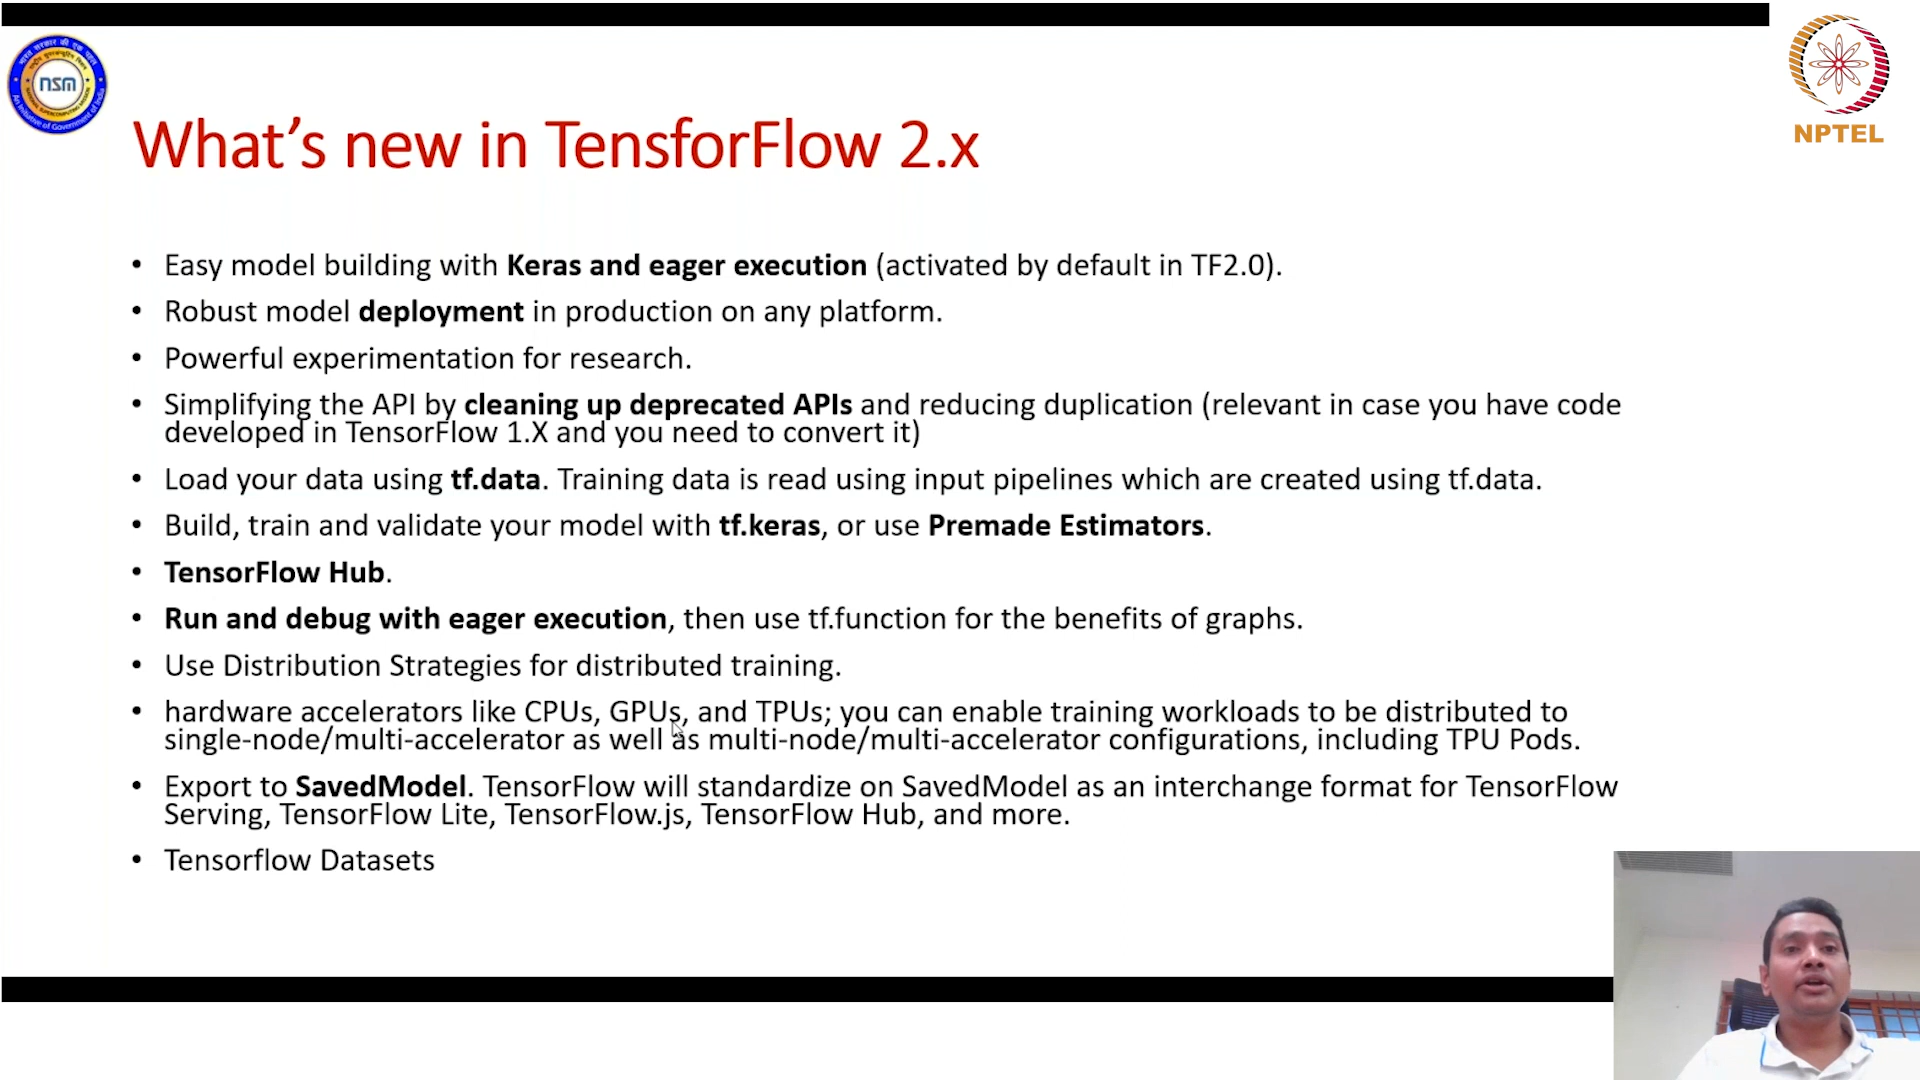 nsm
NPTEL
What’s new in TensforFlow 2.x
• Easy model building with Keras and eager execution (activated by default in TF2.0).
• Robust model deployment in production on any platform.
• Powerful experimentation for research.
• Simplifying the API by cleaning up deprecated APIs and reducing duplication (relevant in case you have code
developed in TensorFlow 1.X and you need to convert it)
• Load your data using tf.data. Training data is read using input pipelines which are created using tf.data.
• Build, train and validate your model with tf.keras, or use Premade Estimators.
• TensorFlow Hub.
• Run and debug with eager execution, then use tf.function for the benefits of graphs.
• Use Distribution Strategies for distributed training.
• hardware accelerators like CPUs, GPUs, and TPUs; you can enable training workloads to be distributed to
single-node/multi-accelerator as well as multi-node/multi-accelerator configurations, including TPU Pods.
• Export to SavedModel. TensorFlow will standardize on SavedModel as an interchange format for TensorFlow
Serving, TensorFlow Lite, TensorFlow.js, TensorFlow Hub, and more.
• Tensorflow Datasets